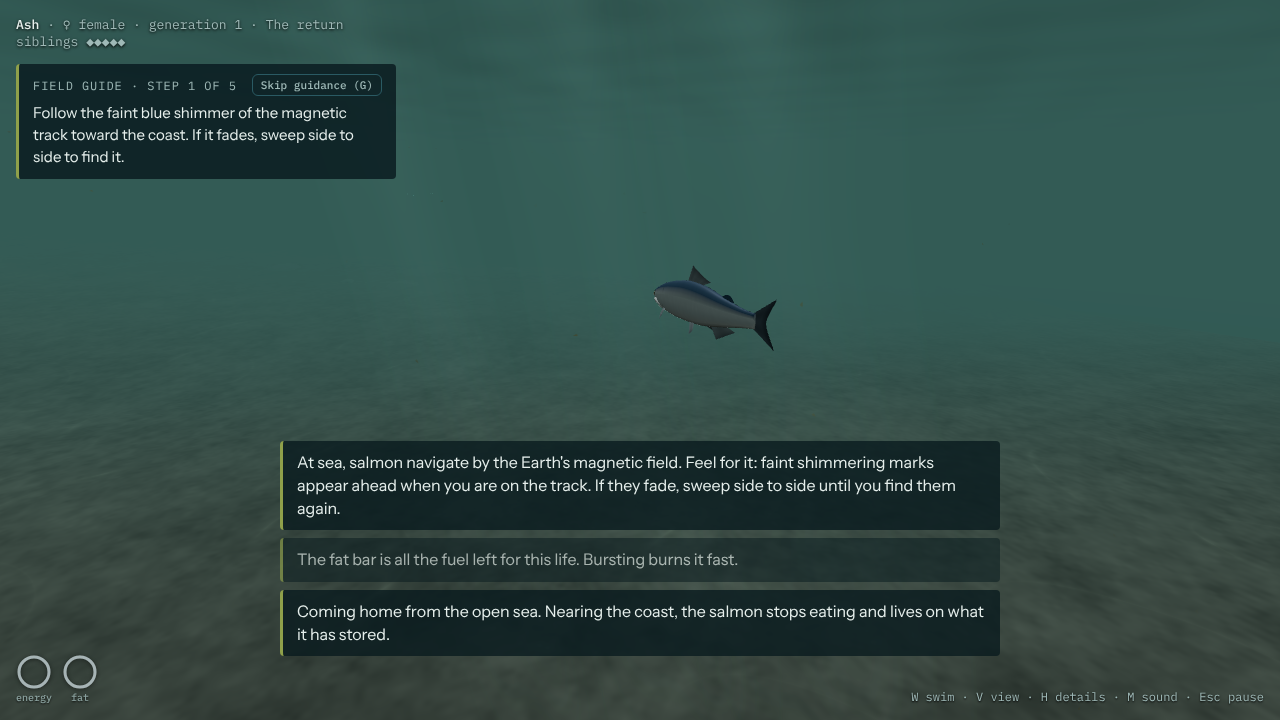 Ash · ♀ female · generation 1 · The return
siblings ◆◆◆◆◆
FIELD GUIDE · STEP 1 OF 5
Skip guidance (G)
Follow the faint blue shimmer of the magnetic
track toward the coast. If it fades, sweep side to
side to find it.
At sea, salmon navigate by the Earth's magnetic field. Feel for it: faint shimmering marks
appear ahead when you are on the track. If they fade, sweep side to side until you find them
again.
The fat bar is all the fuel left for this life. Bursting burns it fast.
Coming home from the open sea. Nearing the coast, the salmon stops eating and lives on what
it has stored.
energy fat
W swim · V view · H details · M sound · Esc pause